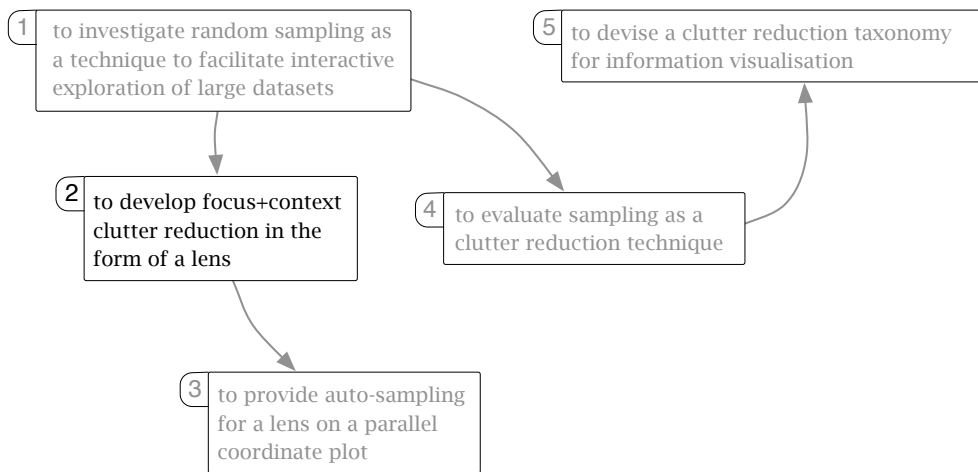 1
to investigate random sampling as
a technique to facilitate interactive
exploration of large datasets
5
to devise a clutter reduction taxonomy
for information visualisation
2
to develop focus+context
clutter reduction in the
form of a lens
4
to evaluate sampling as a
clutter reduction technique
3
to provide auto-sampling
for a lens on a parallel
coordinate plot